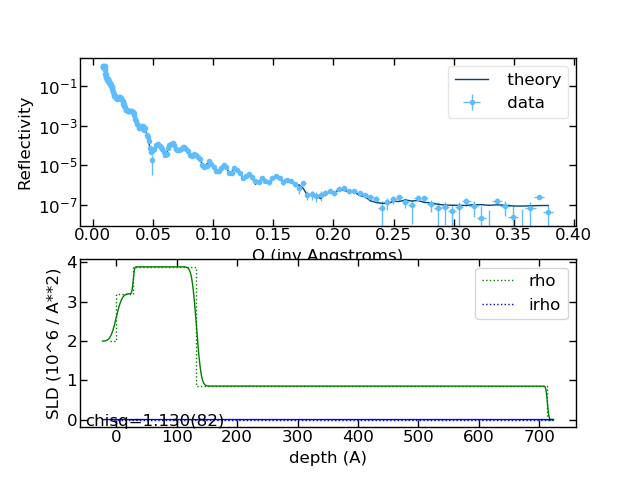 Reflectivity
10⁻¹
10⁻³
10⁻⁵
10⁻⁷
theory
data
0.00 0.05 0.10 0.15 0.20 0.25 0.30 0.35 0.40
Q (inv Angstroms)
SLD (10^6 / A**2)
4
3
2
1
0
rho
irho
chisq=1.130(82)
0 100 200 300 400 500 600 700
depth (A)